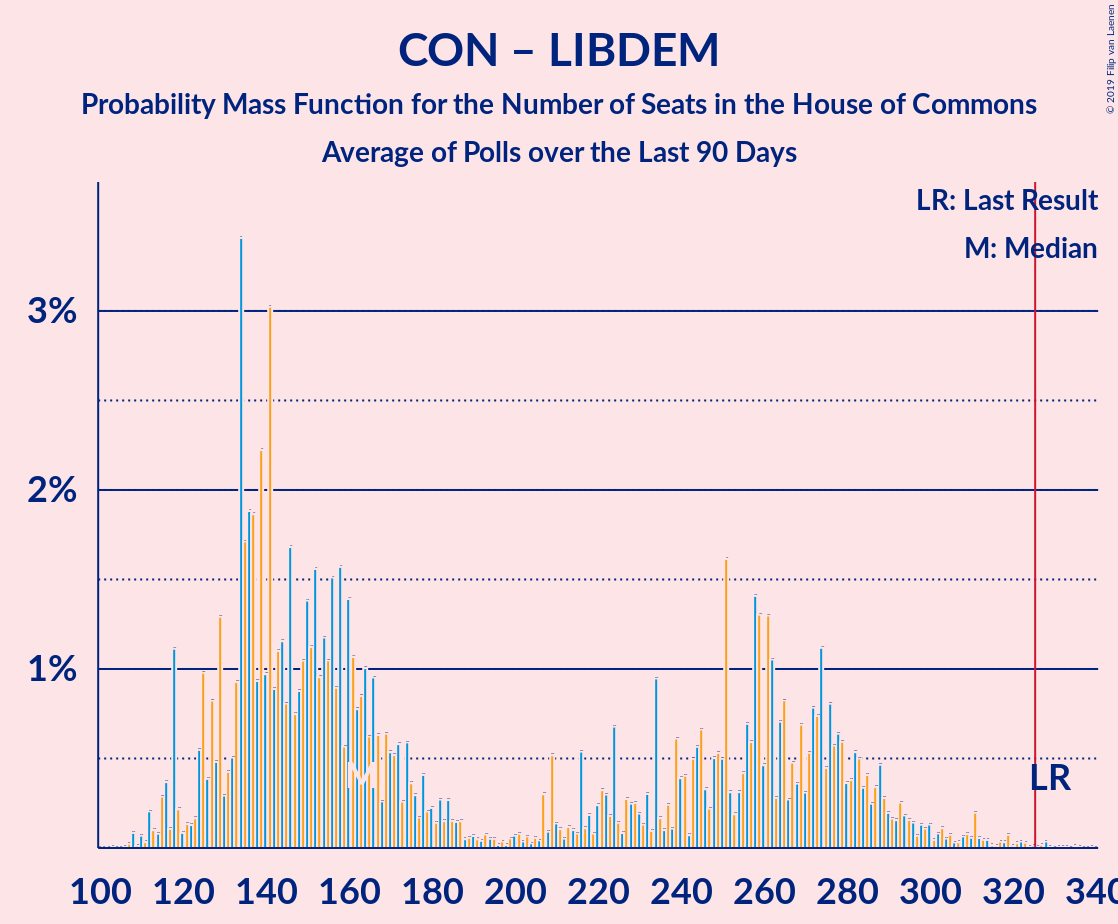 CON – LIBDEM
Probability Mass Function for the Number of Seats in the House of Commons
Average of Polls over the Last 90 Days
© 2019 Filip van Laenen
LR: Last Result
M: Median
3%
2%
1%
M
LR
100 120 140 160 180 200 220 240 260 280 300 320 340